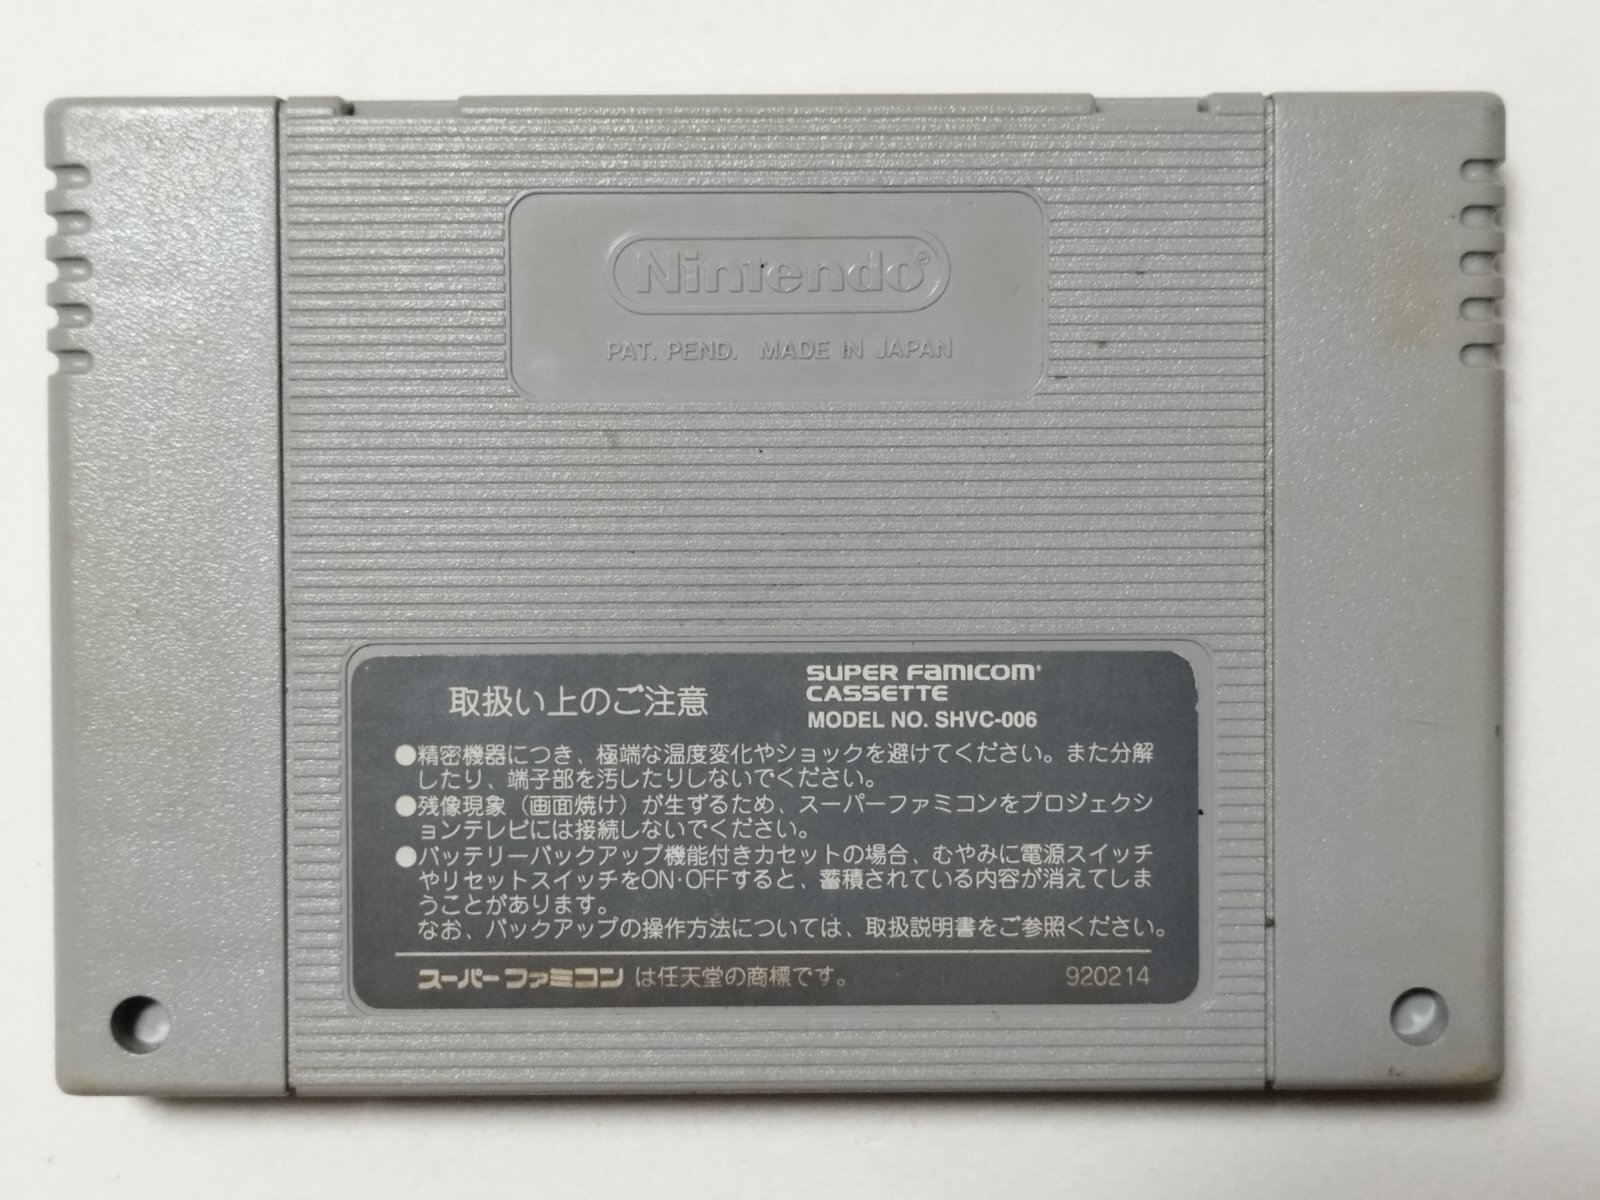 Nintendo®
PAT. PEND. MADE IN JAPAN
取扱い上のご注意
SUPER FAMICOM®
CASSETTE
MODEL NO. SHVC-006
●精密機器につき、極端な温度変化やショックを避けてください。また分解
したり、端子部を汚したりしないでください。
●残像現象（画面焼け）が生ずるため、スーパーファミコンをプロジェクシ
ョンテレビには接続しないでください。
●バッテリーバックアップ機能付きカセットの場合、むやみに電源スイッチ
やリセットスイッチをON･OFFすると、蓄積されている内容が消えてしま
うことがあります。
なお、バックアップの操作方法については、取扱説明書をご参照ください。
スーパーファミコン は任天堂の商標です。
920214